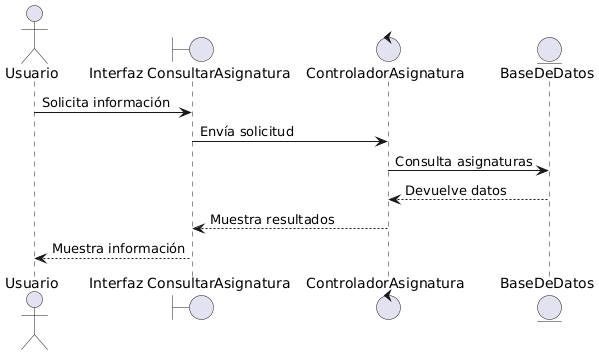 Usuario
Interfaz ConsultarAsignatura
ControladorAsignatura
BaseDeDatos
Solicita información
Envía solicitud
Consulta asignaturas
Devuelve datos
Muestra resultados
Muestra información
Usuario
Interfaz ConsultarAsignatura
ControladorAsignatura
BaseDeDatos